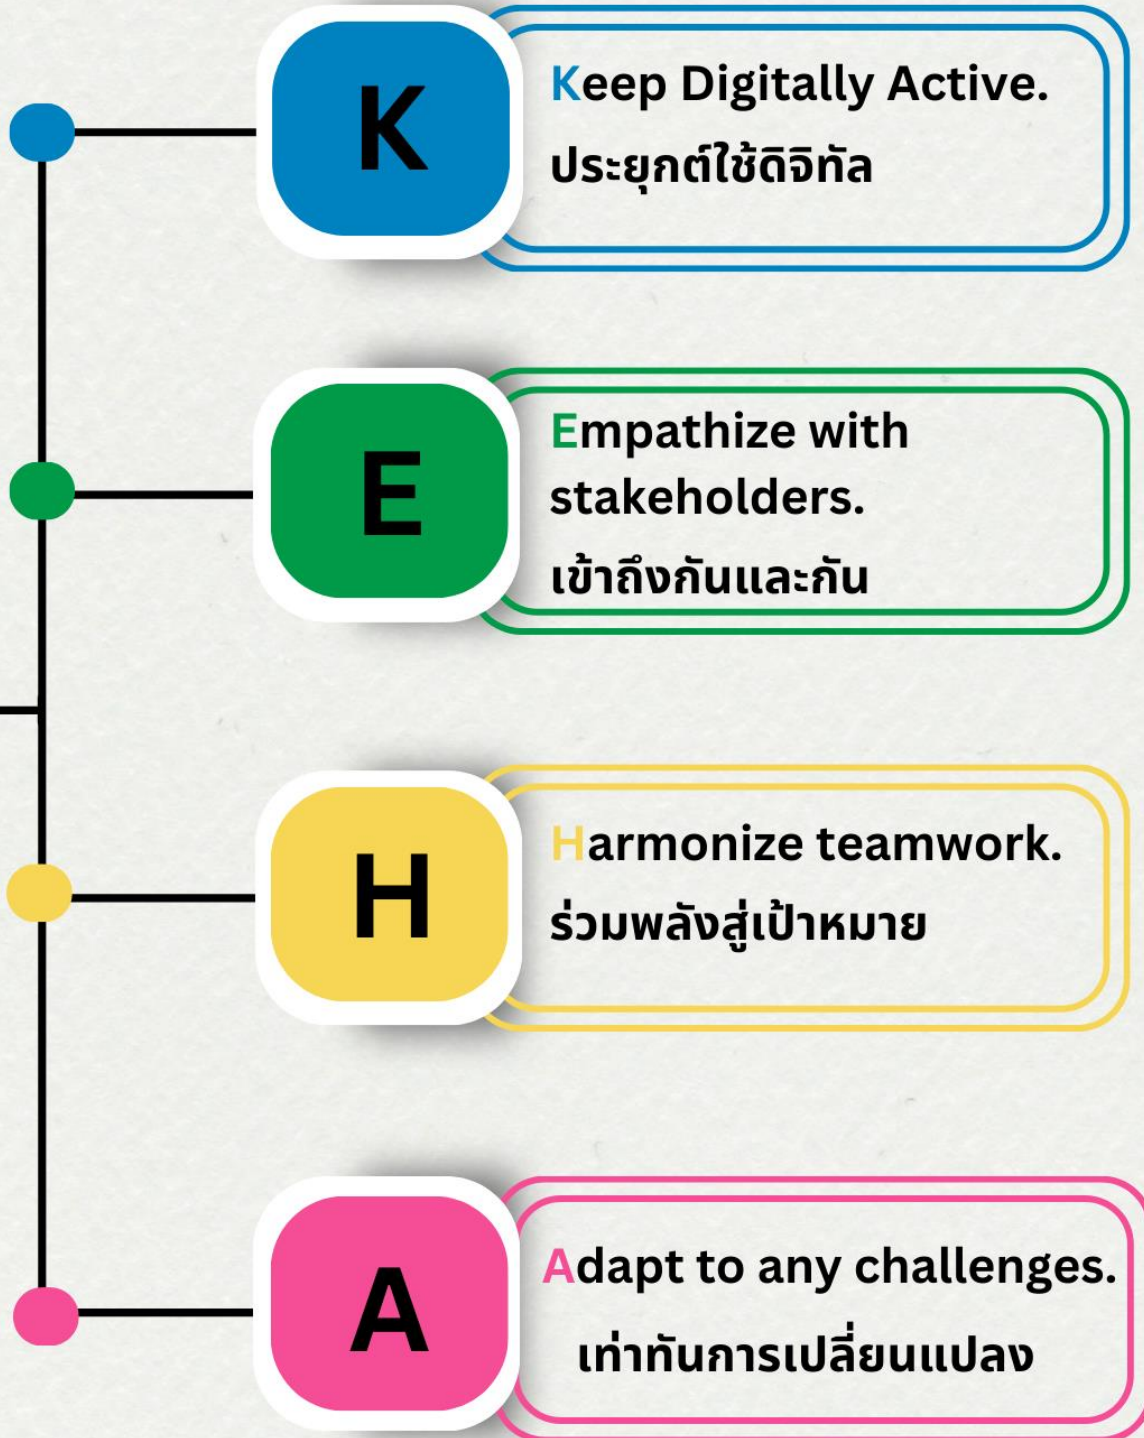 K
Keep Digitally Active.
ประยุกต์ใช้ดิจิทัล
E
Empathize with
stakeholders.
เข้าถึงกันและกัน
H
Harmonize teamwork.
ร่วมพลังสู่เป้าหมาย
A
Adapt to any challenges.
เท่าทันการเปลี่ยนแปลง